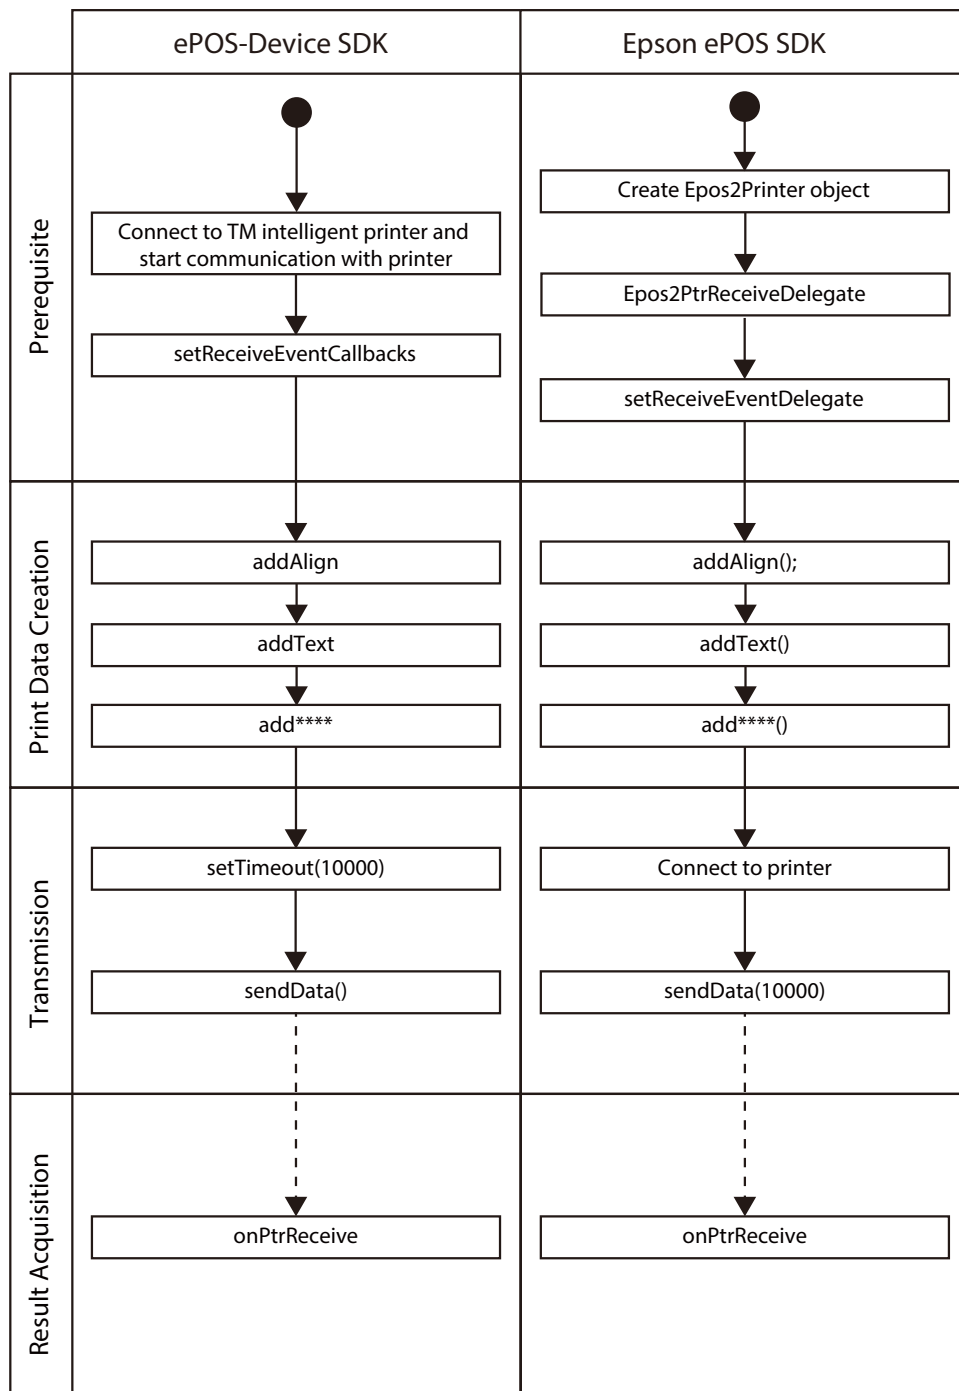 ePOS-Device SDK
Epson ePOS SDK
Prerequisite
Connect to TM intelligent printer and
start communication with printer
setReceiveEventCallbacks
Create Epos2Printer object
Epos2PtrReceiveDelegate
setReceiveEventDelegate
Print Data Creation
addAlign
addText
add****
addAlign();
addText()
add****()
Transmission
setTimeout(10000)
sendData()
Connect to printer
sendData(10000)
Result Acquisition
onPtrReceive
onPtrReceive